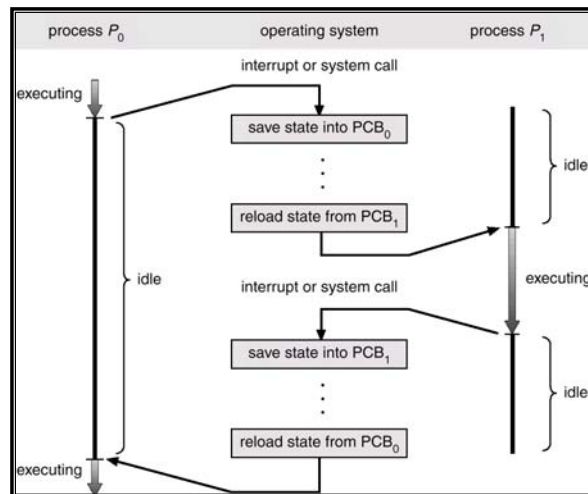 process P0
operating system
process P1
interrupt or system call
executing
save state into PCB0
idle
reload state from PCB1
idle
executing
interrupt or system call
save state into PCB1
idle
reload state from PCB0
executing